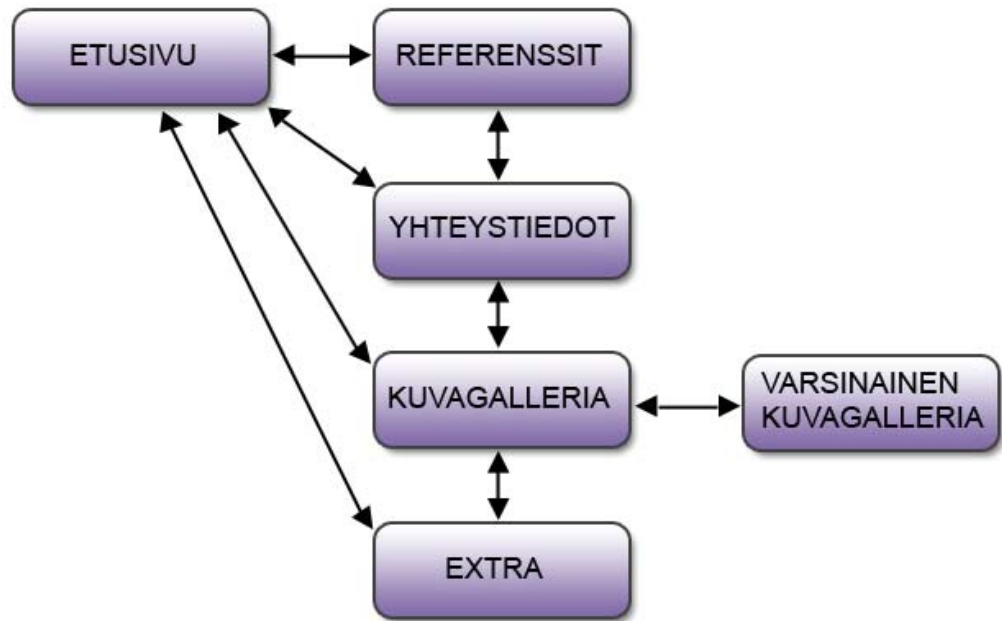 ETUSIVU
REFERENSSIT
YHTEYSTIEDOT
KUVAGALLERIA
VARSINAINEN
KUVAGALLERIA
EXTRA